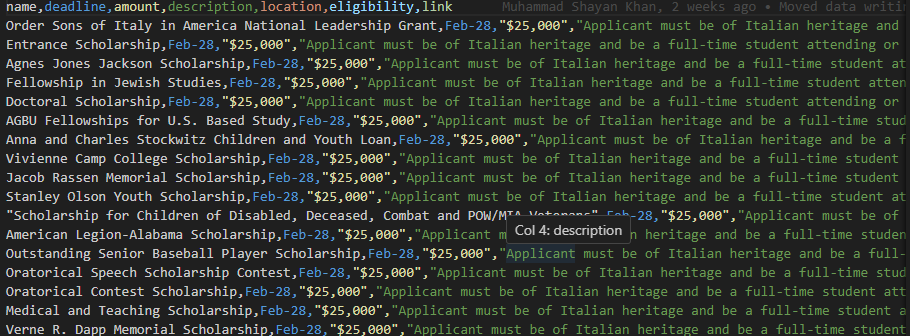 name,deadline,amount,description,location,eligibility,link Muhammad Shayan Khan, 2 weeks ago • Moved data writin
Order Sons of Italy in America National Leadership Grant,Feb-28,"$25,000","Applicant must be of Italian heritage and
Entrance Scholarship,Feb-28,"$25,000","Applicant must be of Italian heritage and be a full-time student attending or
Agnes Jones Jackson Scholarship,Feb-28,"$25,000","Applicant must be of Italian heritage and be a full-time student atten
Fellowship in Jewish Studies,Feb-28,"$25,000","Applicant must be of Italian heritage and be a full-time student attendin
Doctoral Scholarship,Feb-28,"$25,000","Applicant must be of Italian heritage and be a full-time student attending or
AGBU Fellowships for U.S. Based Study,Feb-28,"$25,000","Applicant must be of Italian heritage and be a full-time stud
Anna and Charles Stockwitz Children and Youth Loan,Feb-28,"$25,000","Applicant must be of Italian heritage and be a f
Vivienne Camp College Scholarship,Feb-28,"$25,000","Applicant must be of Italian heritage and be a full-time student
Jacob Rassen Memorial Scholarship,Feb-28,"$25,000","Applicant must be of Italian heritage and be a full-time student
Stanley Olson Youth Scholarship,Feb-28,"$25,000","Applicant must be of Italian heritage and be a full-time student at
"Scholarship for Children of Disabled, Deceased, Combat and POW/MIA Veterans",Feb-28,"$25,000","Applicant must be of
Col 4: description
American Legion-Alabama Scholarship,Feb-28,"$25,000","Applicant m n heritage and be a full-time student
Outstanding Senior Baseball Player Scholarship,Feb-28,"$25,000","Applicant must be of Italian heritage and be a full-
Oratorical Speech Scholarship Contest,Feb-28,"$25,000","Applicant must be of Italian heritage and be a full-time stud
Oratorical Contest Scholarship,Feb-28,"$25,000","Applicant must be of Italian heritage and be a full-time student att
Medical and Teaching Scholarship,Feb-28,"$25,000","Applicant must be of Italian heritage and be a full-time student a
Verne R. Dapp Memorial Scholarship,Feb-28,"$25,000","Applicant must be of Italian heritage and be a full-time student